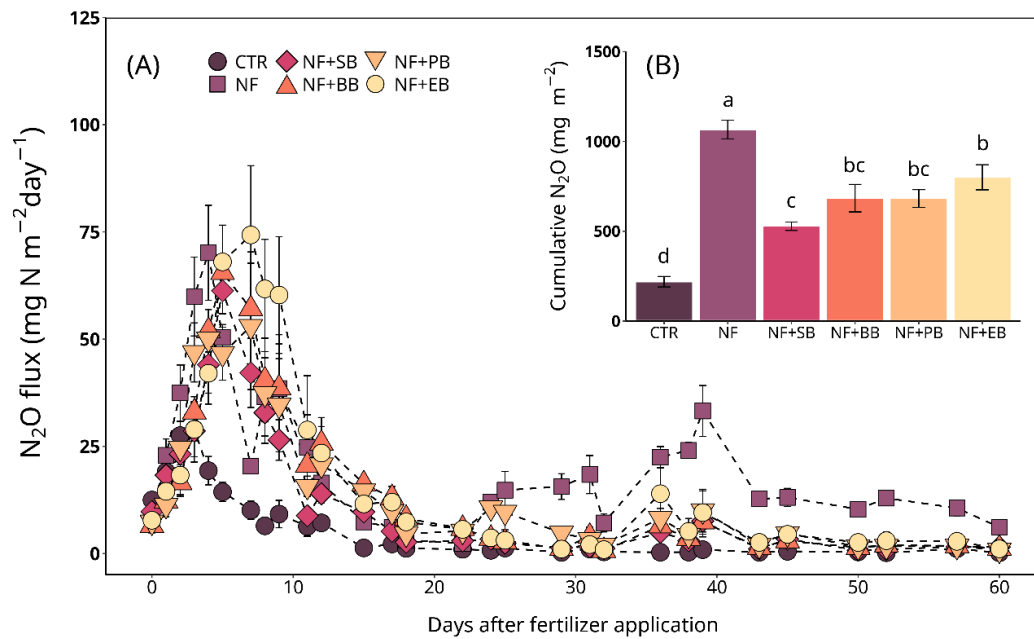 (A)
CTR NF+SB NF+PB
NF NF+BB NF+EB
N₂O flux (mg N m⁻²day⁻¹)
125
100
75
50
25
0
0 10 20 30 40 50 60
Days after fertilizer application
(B)
Cumulative N₂O (mg m⁻²)
1500
1000
500
0
d a c bc bc b
CTR NF NF+SB NF+BB NF+PB NF+EB